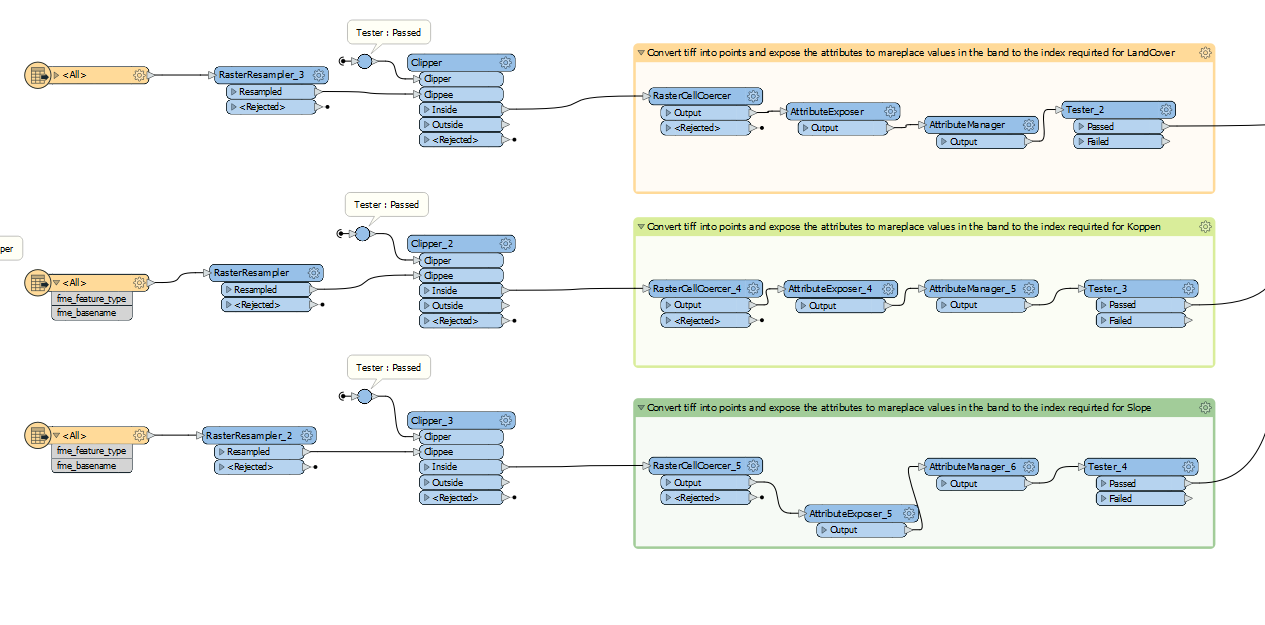 Tester : Passed
<All>
RasterResampler_3
Resampled
<Rejected>
Clipper
Clipper
Clippee
Inside
Outside
<Rejected>
Convert tiff into points and expose the attributes to mareplace values in the band to the index requirted for LandCover
RasterCellCoercer
Output
<Rejected>
AttributeExposer
Output
AttributeManager
Output
Tester_2
Passed
Failed
per
Tester : Passed
<All>
fme_feature_type
fme_basename
RasterResampler
Resampled
<Rejected>
Clipper_2
Clipper
Clippee
Inside
Outside
<Rejected>
Convert tiff into points and expose the attributes to mareplace values in the band to the index requirted for Koppen
RasterCellCoercer_4
Output
<Rejected>
AttributeExposer_4
Output
AttributeManager_5
Output
Tester_3
Passed
Failed
Tester : Passed
<All>
fme_feature_type
fme_basename
RasterResampler_2
Resampled
<Rejected>
Clipper_3
Clipper
Clippee
Inside
Outside
<Rejected>
Convert tiff into points and expose the attributes to mareplace values in the band to the index requirted for Slope
RasterCellCoercer_5
Output
<Rejected>
AttributeExposer_5
Output
AttributeManager_6
Output
Tester_4
Passed
Failed